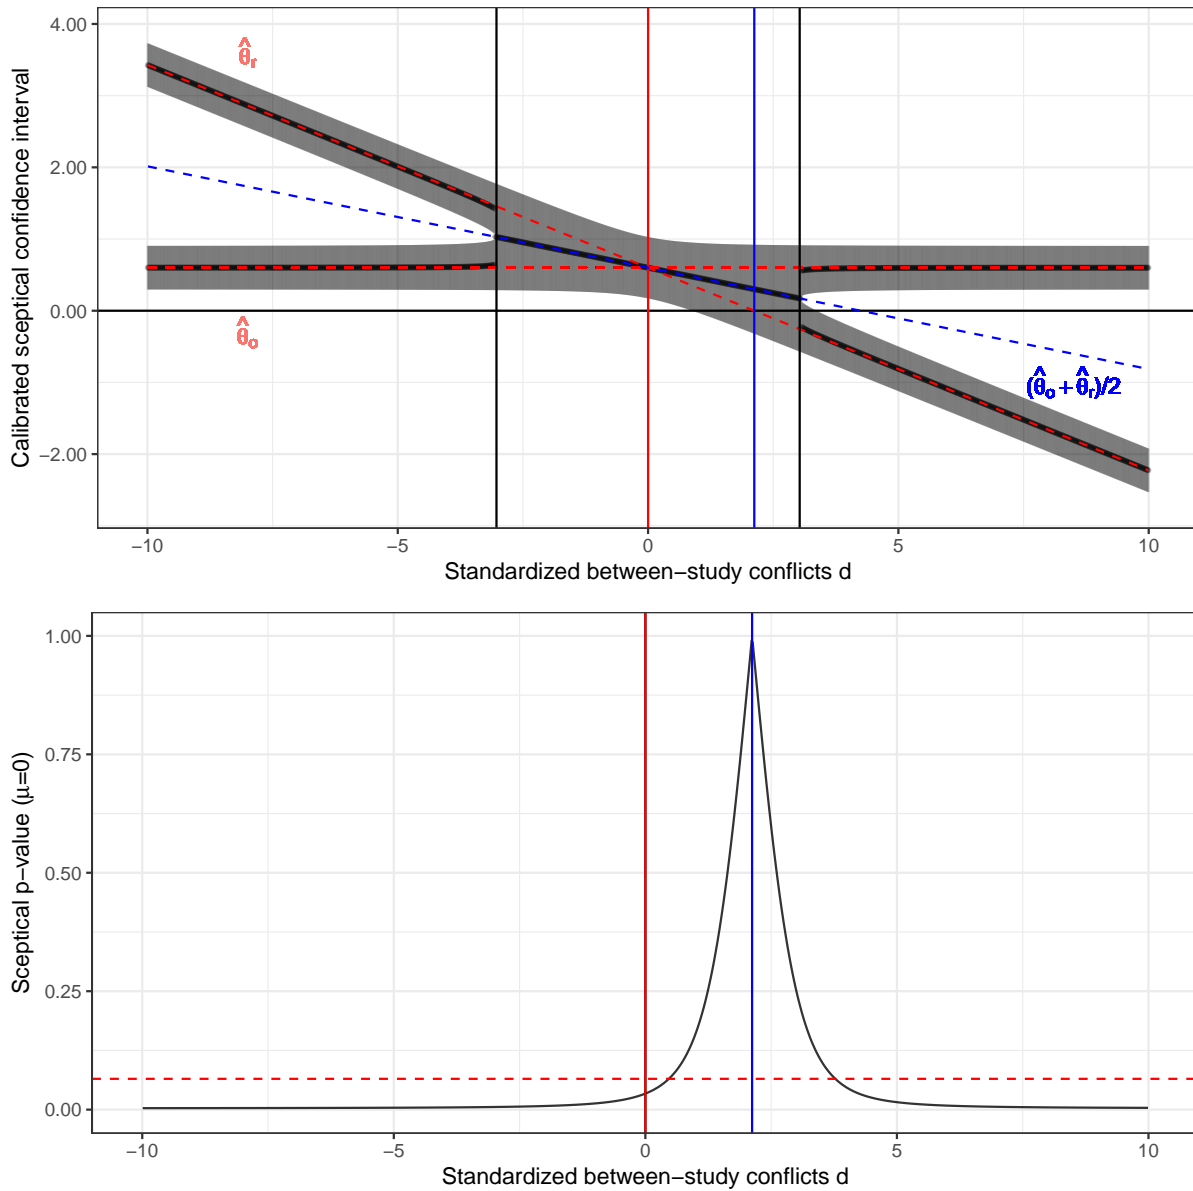 4.00
2.00
0.00
−2.00
Calibrated sceptical confidence interval
θ̂r
θ̂o
(θ̂o + θ̂r)/2
−10 −5 0 5 10
Standardized between−study conflicts d
1.00
0.75
0.50
0.25
0.00
Sceptical p−value (μ=0)
−10 −5 0 5 10
Standardized between−study conflicts d